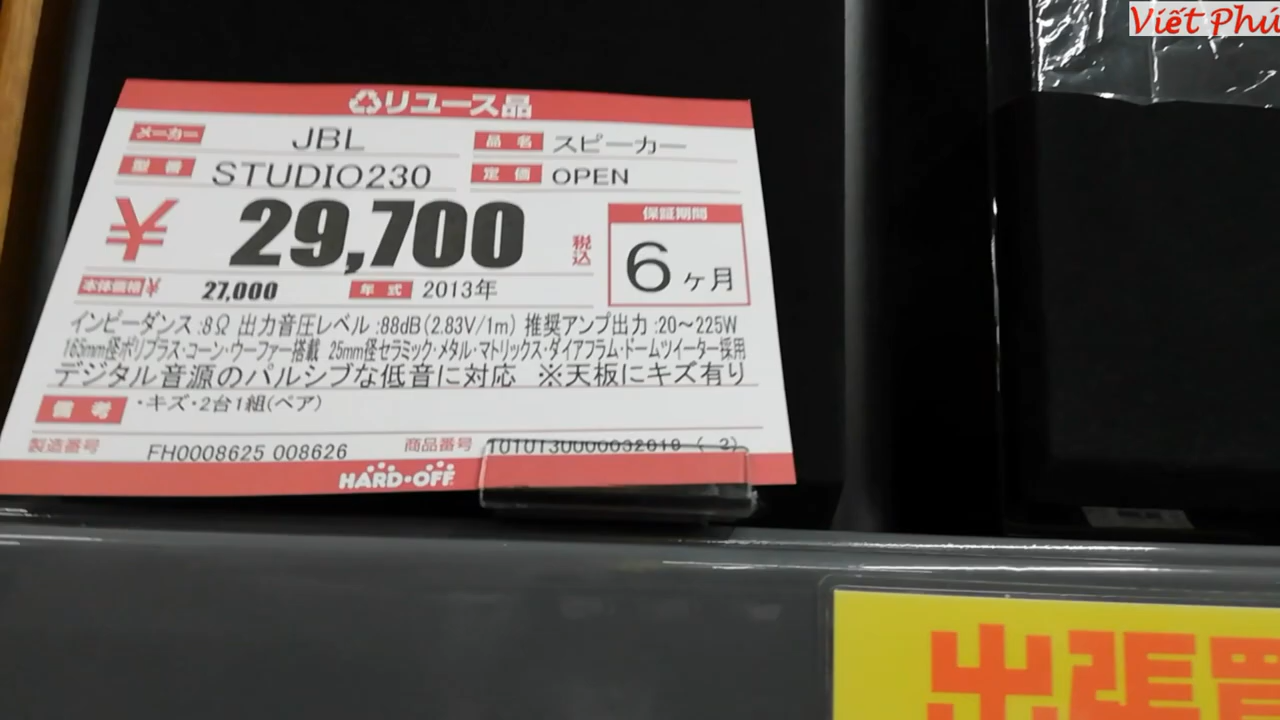 Viết Phú
リユース品
メーカー JBL 品名 スピーカー
型番 STUDIO230 定価 OPEN
¥ 29,700 税込
保証期間
6ヶ月
本体価格¥ 27,000 年式 2013年
インピーダンス:8Ω 出力音圧レベル:88dB(2.83V/1m) 推奨アンプ出力:20～225W
165mm径ポリプラス・コーン・ウーファー搭載 25mm径セラミック・メタル・マトリックス・ダイアフラム・ドームツイーター採用
デジタル音源のパルシブな低音に対応 ※天板にキズ有り
備考 ・キズ・2台1組(ペア)
製造番号 FH0008625 008626 商品番号
HARD・OFF
出張買